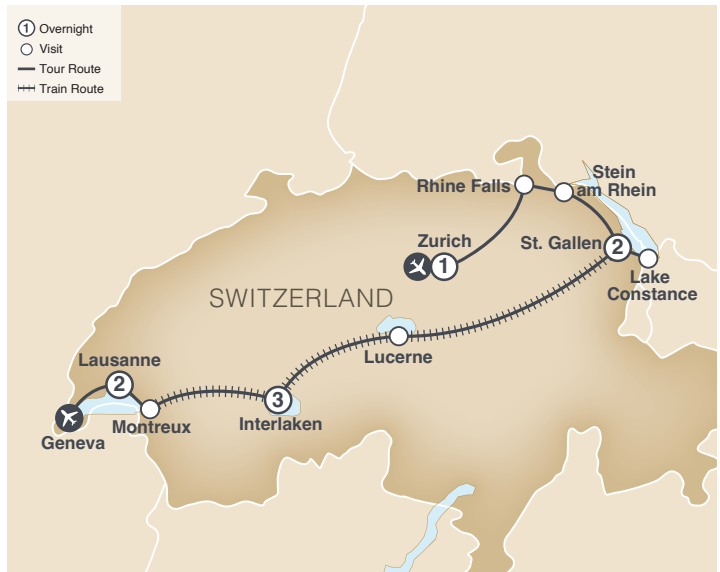 1 Overnight
Visit
Tour Route
Train Route
Stein
am Rhein
Rhine Falls
Zurich
1
St. Gallen
2
Lake
Constance
SWITZERLAND
Lucerne
Lausanne
2
3
Montreux
Interlaken
Geneva